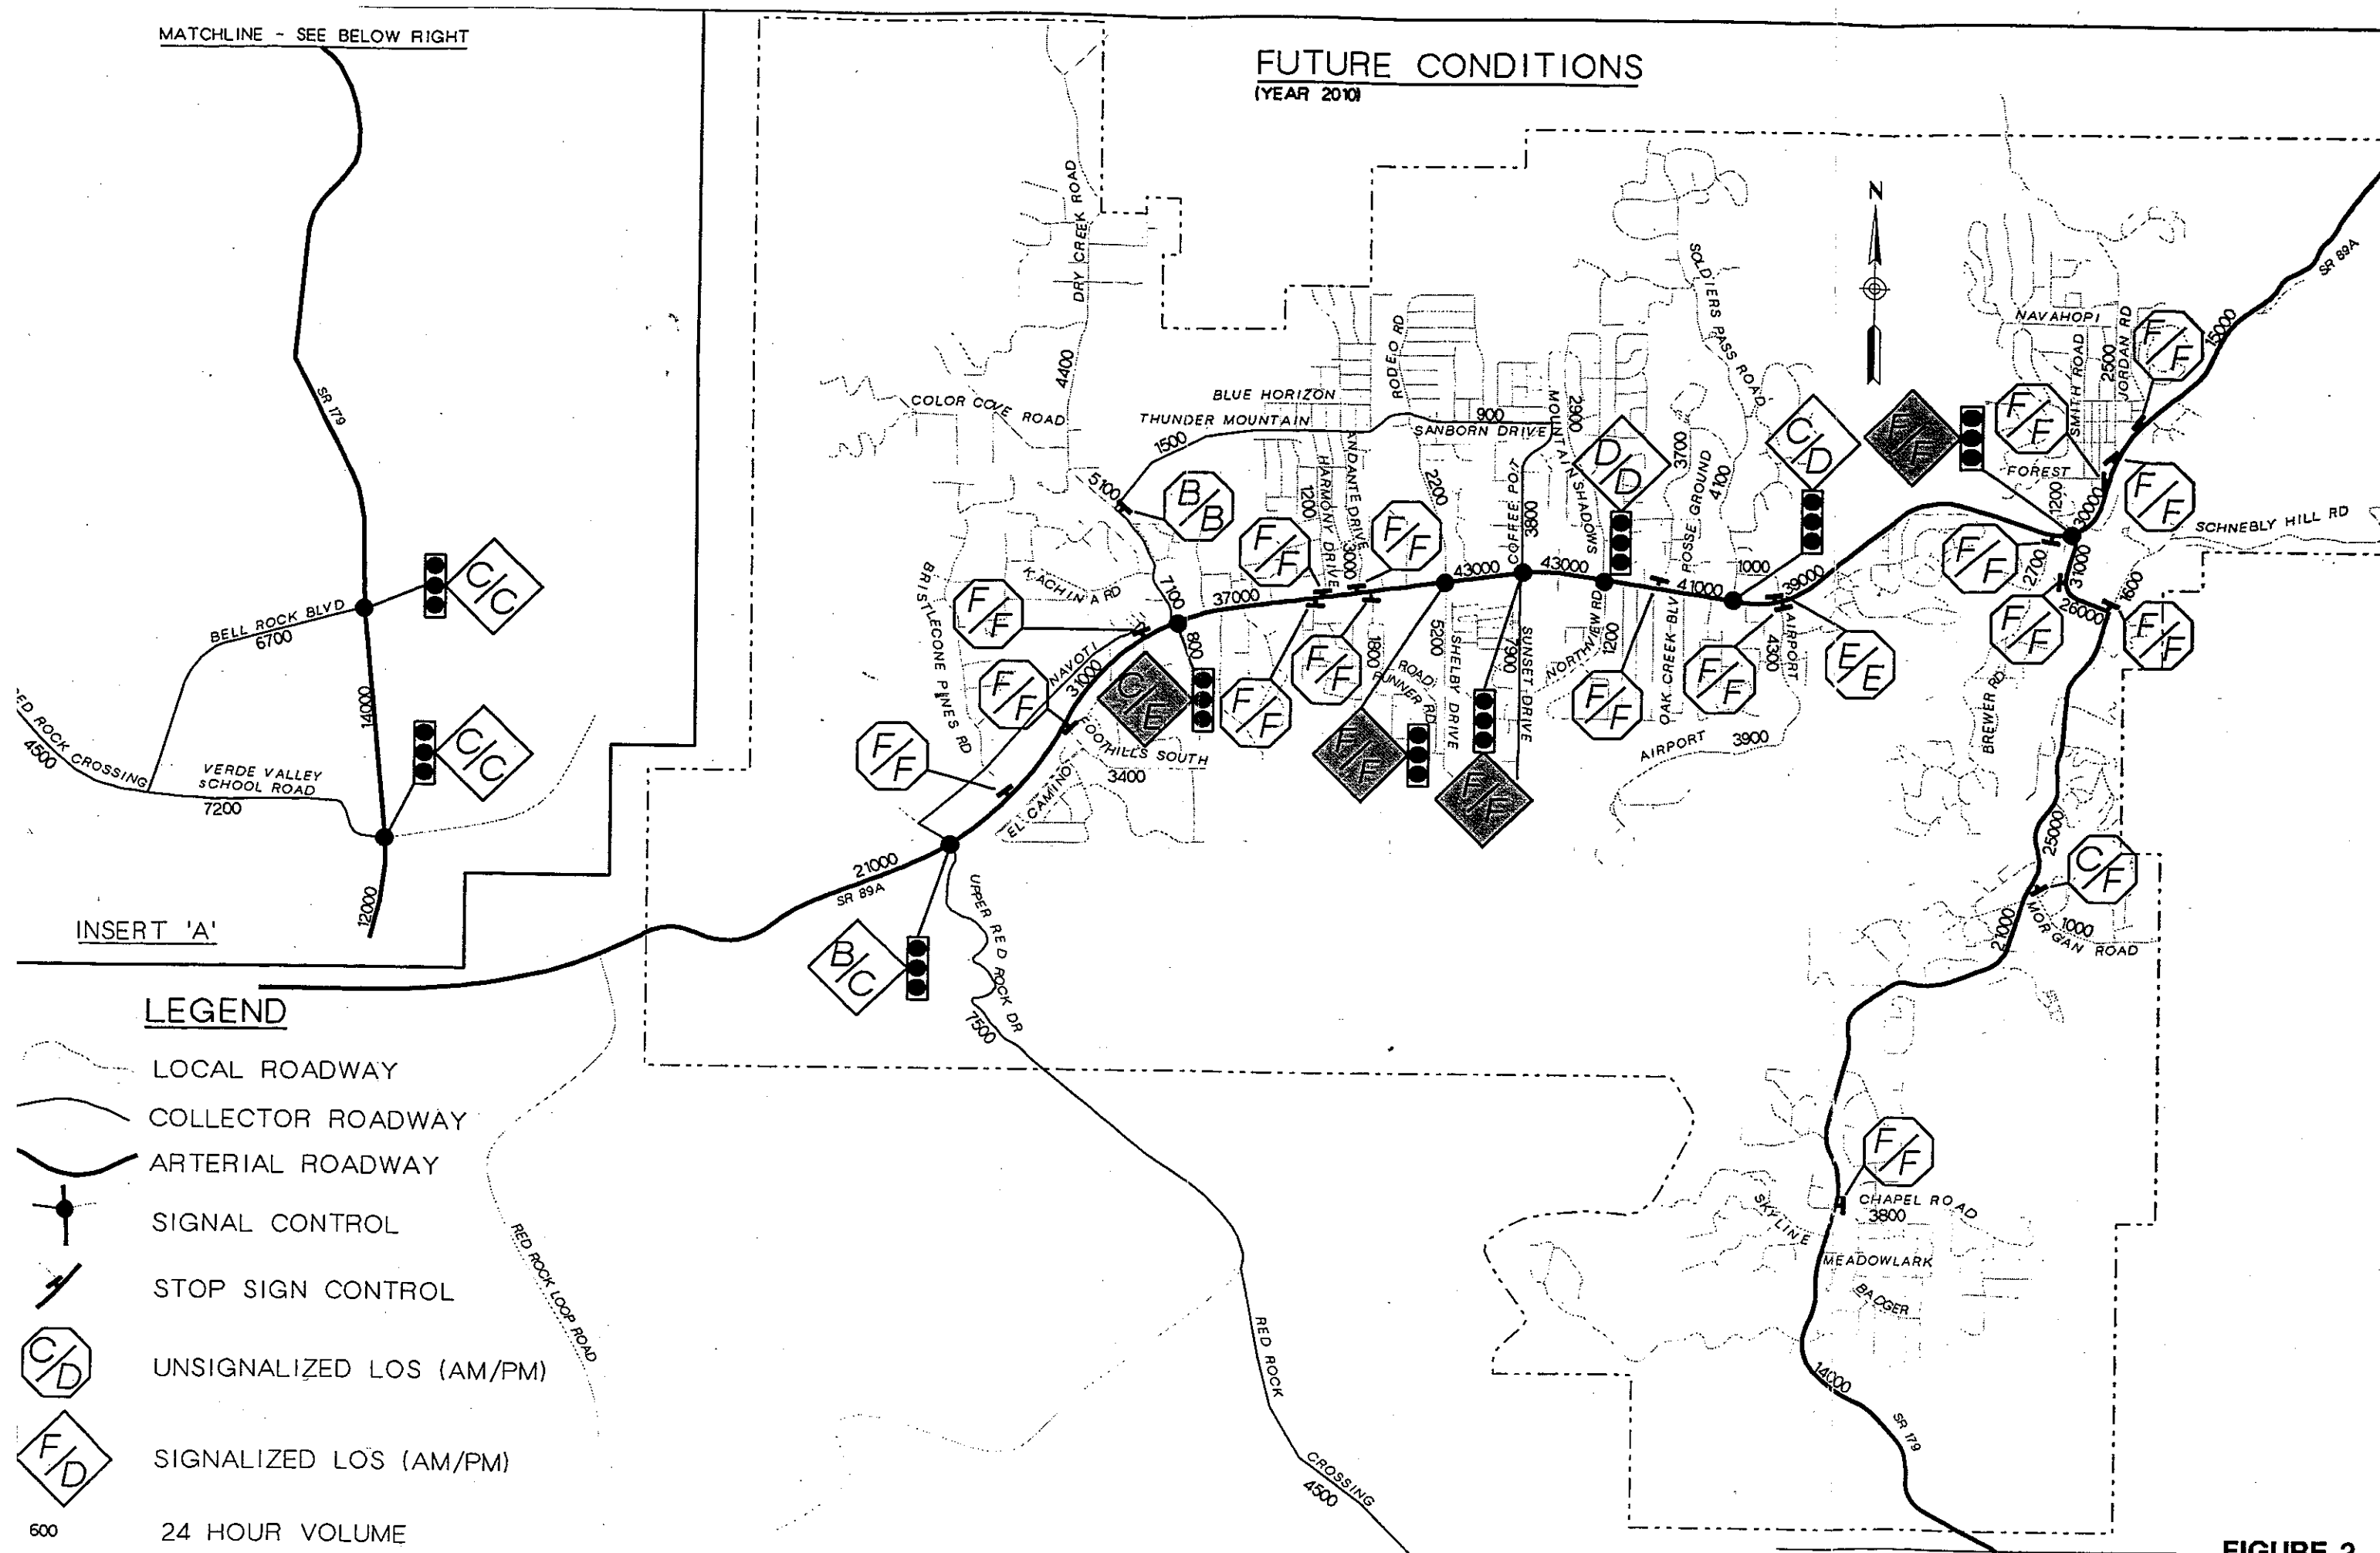 MATCHLINE - SEE BELOW RIGHT
FUTURE CONDITIONS
(YEAR 2010)
SR 179
BELL ROCK BLVD
6700
C/C
14000
C/C
ED ROCK CROSSING
4500
VERDE VALLEY
SCHOOL ROAD
7200
12000
INSERT 'A'
LEGEND
LOCAL ROADWAY
COLLECTOR ROADWAY
ARTERIAL ROADWAY
SIGNAL CONTROL
STOP SIGN CONTROL
C/D
UNSIGNALIZED LOS (AM/PM)
F/D
SIGNALIZED LOS (AM/PM)
600
24 HOUR VOLUME
N
DRY CREEK ROAD
4400
COLOR COVE ROAD
BLUE HORIZON
THUNDER MOUNTAIN
1500
RODEO RD
900
SANBORN DRIVE
5100
B/B
HARMONY DRIVE
1200
ANDANTE DRIVE
3000
2200
COFFEE POT
3800
MOUNTAIN SHADOWS
2900
D/D
SOLDIERS PASS ROAD
3700
ROSSE GROUND
4100
C/D
F/F
F/F
SMITH ROAD
2500
JORDAN RD
NAVAHOPI
F/F
15000
SR 89A
FOREST
1200
30000
F/F
SCHNEBLY HILL RD
BRISTLECONE PINES RD
KACHINA RD
7100
F/F
F/F
F/F
37000
43000
43000
41000
1000
39000
F/F
2700
31000
1600
26000
F/F
F/F
NAVOTI
31000
800
C/E
F/F
F/F
F/F
1800
ROAD RUNNER RD
5200
SHELBY DRIVE
7900
SUNSET DRIVE
NORTHVIEW RD
1200
F/F
OAK CREEK BLV
F/F
4300
AIRPORT
E/E
F/F
FOOTHILLS SOUTH
3400
EL CAMINO
F/F
F/F
AIRPORT 3900
BREWER RD
21000
SR 89A
B/C
UPPER RED ROCK DR
7500
25000
C/F
21000
1000
MORGAN ROAD
F/F
CHAPEL ROAD
3800
SKYLINE
MEADOWLARK
BADGER
14000
SR 179
RED ROCK LOOP ROAD
RED ROCK
CROSSING
4500
FIGURE 2